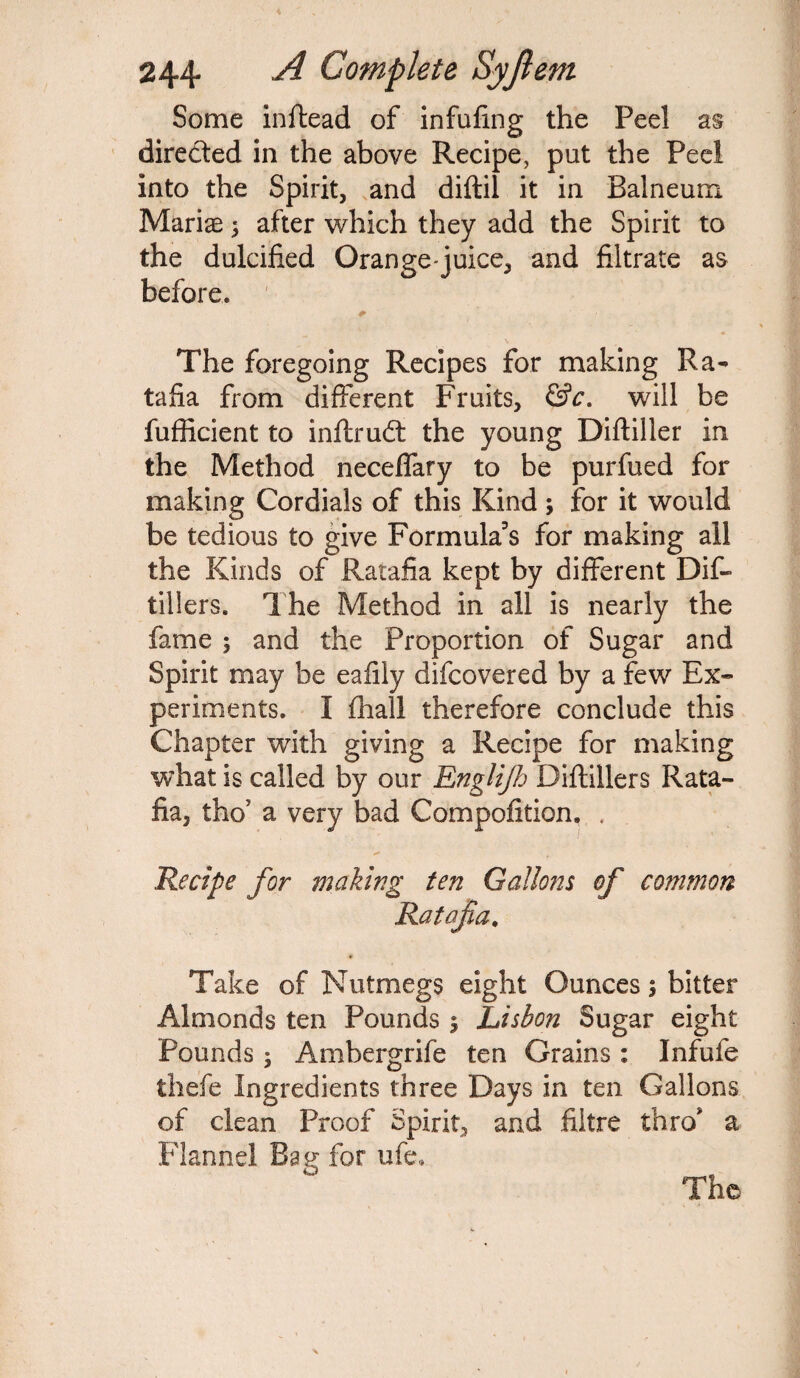 244 A Complete Syſtem
Some inſtead of infuſing the Peel as
directed in the above Recipe, put the Peel
into the Spirit, and diſtil it in Balneum
Mariæ; after which they add the Spirit to
the dulcified Orange-juice, and filtrate as
before.
The foregoing Recipes for making Ra-
tafia from different Fruits, &c. will be
ſufficient to inſtruct the young Diſtiller in
the Method neceſſary to be purſued for
making Cordials of this Kind; for it would
be tedious to give Formula's for making all
the Kinds of Ratafia kept by different Diſ-
tillers. The Method in all is nearly the
ſame; and the Proportion of Sugar and
Spirit may be eaſily diſcovered by a few Ex-
periments. I ſhall therefore conclude this
Chapter with giving a Recipe for making
what is called by our Engliſh Diſtillers Rata-
fia, tho' a very bad Compoſition.
Recipe for making ten Gallons of common
Ratafia.
Take of Nutmegs eight Ounces; bitter
Almonds ten Pounds; Lisbon Sugar eight
Pounds; Ambergriſe ten Grains: Infuſe
theſe Ingredients three Days in ten Gallons
of clean Proof Spirit, and filtre thro' a
Flannel Bag for uſe.
The